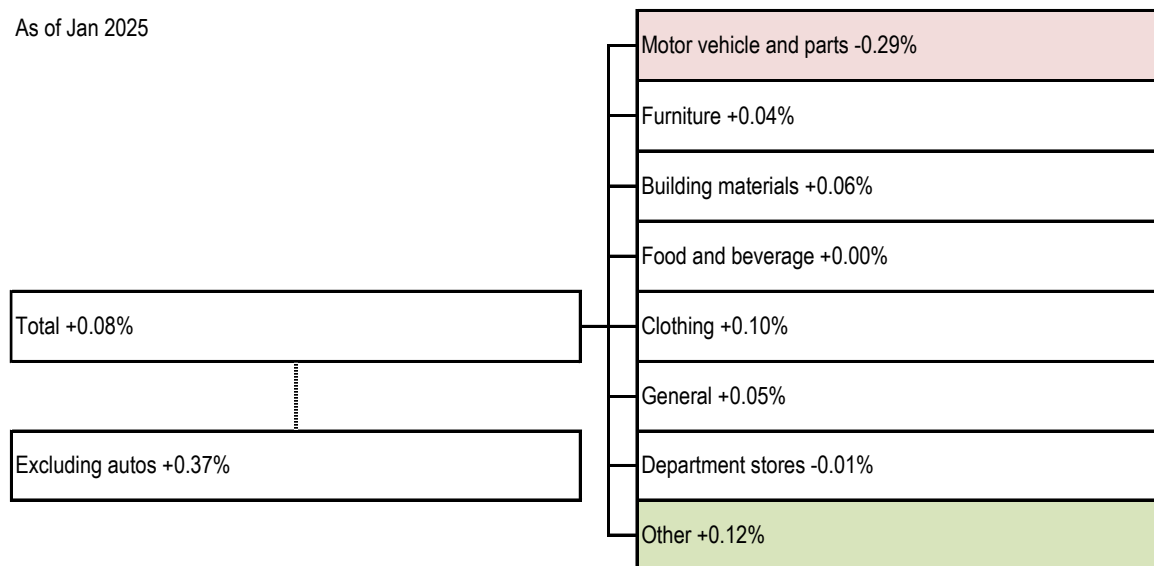 As of Jan 2025
Total +0.08%
Excluding autos +0.37%
Motor vehicle and parts -0.29%
Furniture +0.04%
Building materials +0.06%
Food and beverage +0.00%
Clothing +0.10%
General +0.05%
Department stores -0.01%
Other +0.12%